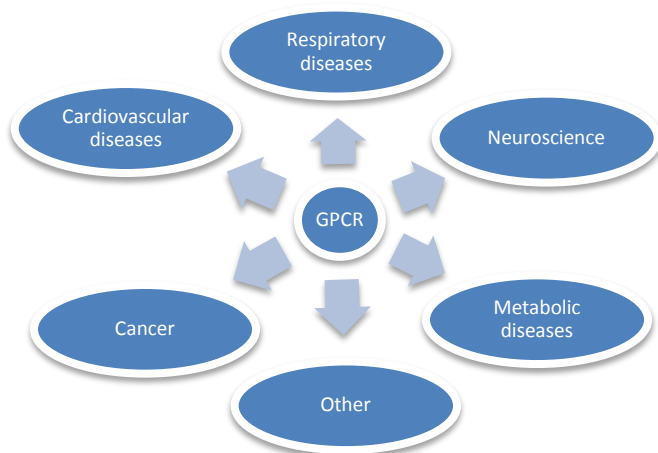 Respiratory
diseases
Cardiovascular
diseases
Neuroscience
GPCR
Cancer
Metabolic
diseases
Other